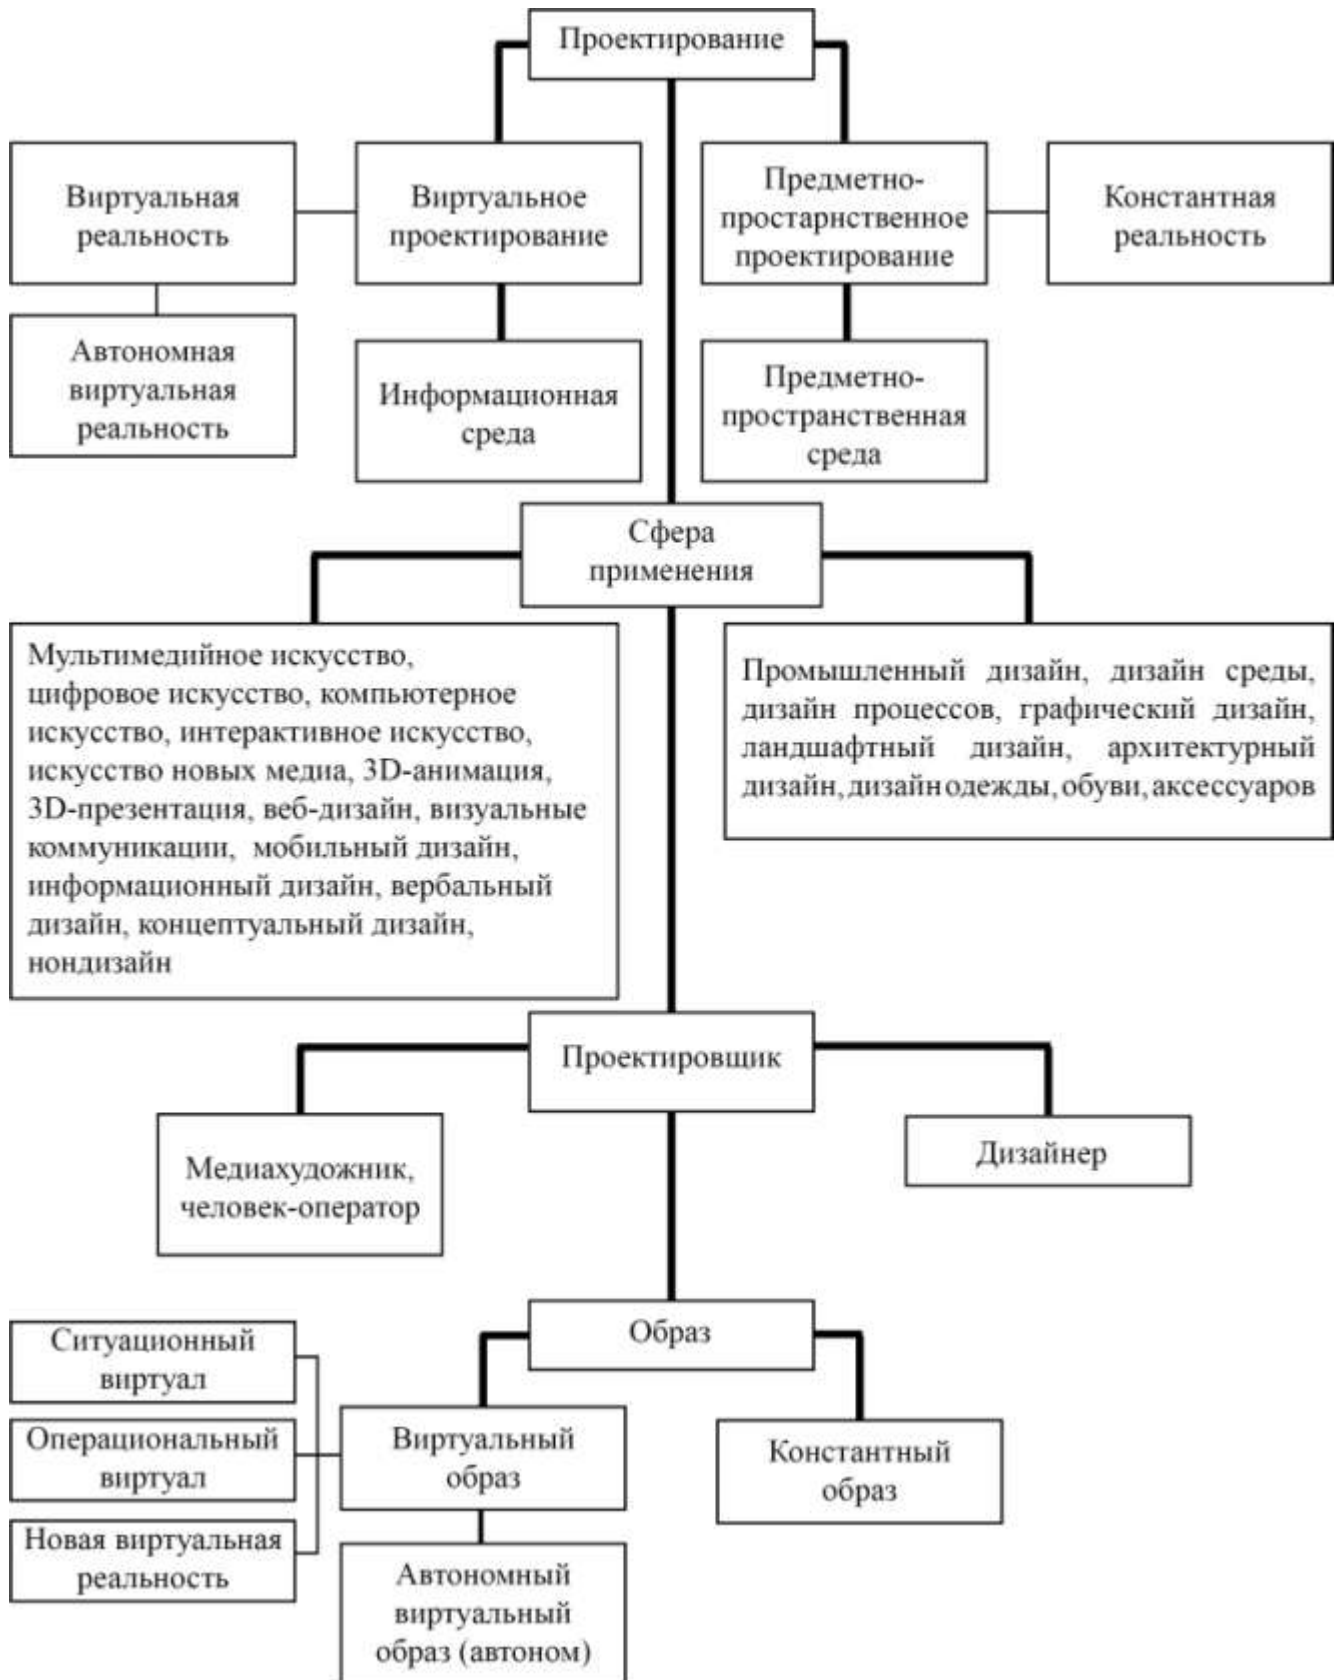 Проектирование
Виртуальная
реальность
Виртуальное
проектирование
Предметно-
простарнственное
проектирование
Константная
реальность
Автономная
виртуальная
реальность
Информационная
среда
Предметно-
пространственная
среда
Сфера
применения
Мультимедийное искусство,
цифровое искусство, компьютерное
искусство, интерактивное искусство,
искусство новых медиа, 3D-анимация,
3D-презентация, веб-дизайн, визуальные
коммуникации, мобильный дизайн,
информационный дизайн, вербальный
дизайн, концептуальный дизайн,
нондизайн
Промышленный дизайн, дизайн среды,
дизайн процессов, графический дизайн,
ландшафтный дизайн, архитектурный
дизайн, дизайн одежды, обуви, аксессуаров
Проектировщик
Медиахудожник,
человек-оператор
Дизайнер
Образ
Ситуационный
виртуал
Операциональный
виртуал
Новая виртуальная
реальность
Виртуальный
образ
Константный
образ
Автономный
виртуальный
образ (автоном)